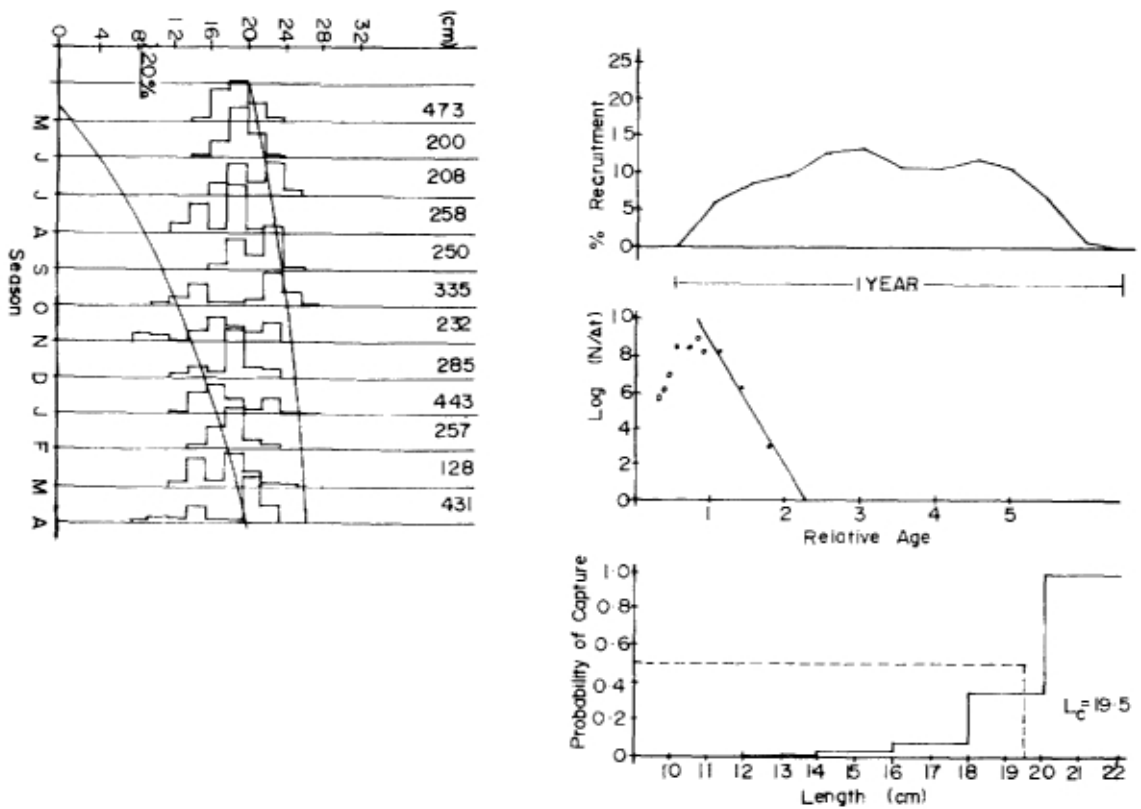 (cm)
0 4 8 12 16 20 24 28 32
20%
M 473
J 200
J 208
A 258
S 250
O 335
N 232
D 285
J 443
F 257
M 128
A 431
Season
25
20
15
10
5
0
% Recruitment
1 YEAR
10
8
6
4
2
0
Log (N/Δt)
1 2 3 4 5
Relative Age
1·0
0·8
0·6
0·4
0·2
0
Probability of Capture
Lc=19·5
10 11 12 13 14 15 16 17 18 19 20 21 22
Length (cm)